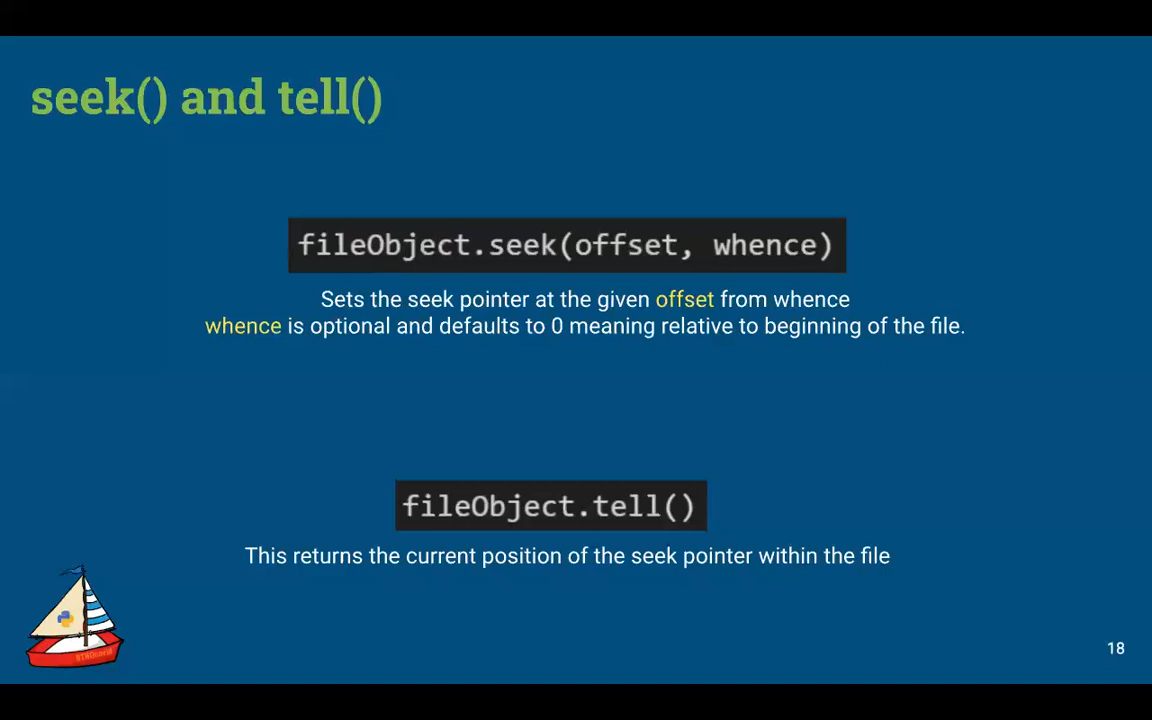 seek() and tell()
fileObject.seek(offset, whence)
Sets the seek pointer at the given offset from whence
whence is optional and defaults to 0 meaning relative to beginning of the file.
fileObject.tell()
This returns the current position of the seek pointer within the file
18